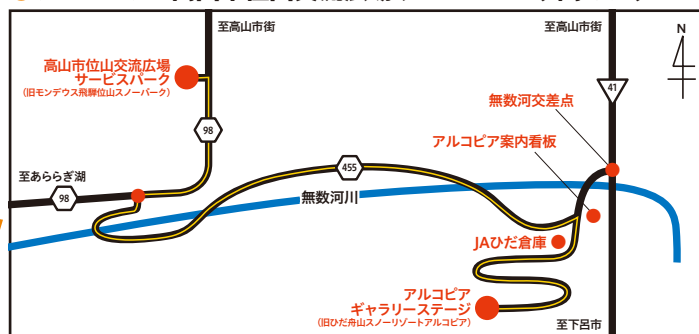 至高山市街
至高山市街
N
高山市位山交流広場
サービスパーク
(旧モンデウス飛騨位山スノーパーク)
41
無数河交差点
98
アルコピア案内看板
至あららぎ湖
455
98
無数河川
JAひだ倉庫
アルコピア
ギャラリーステージ
(旧ひだ舟山スノーリゾートアルコピア)
至下呂市